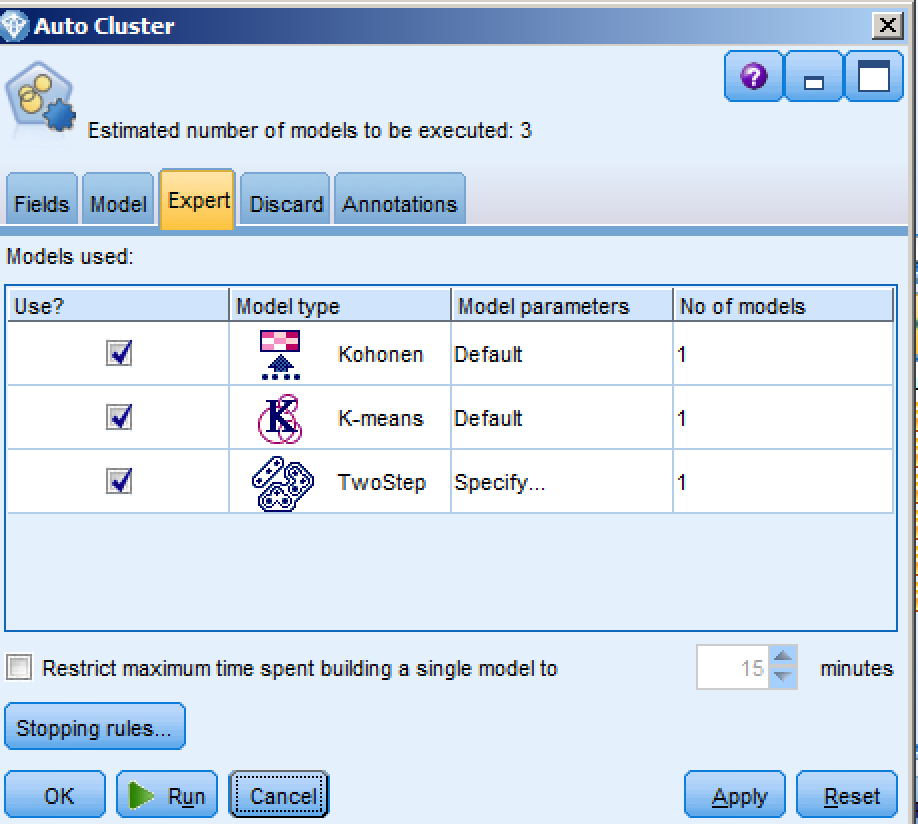 Auto Cluster
Estimated number of models to be executed: 3
Fields Model Expert Discard Annotations
Models used:
Use? Model type Model parameters No of models
Kohonen Default 1
K-means Default 1
TwoStep Specify... 1
Restrict maximum time spent building a single model to 15 minutes
Stopping rules...
OK Run Cancel Apply Reset